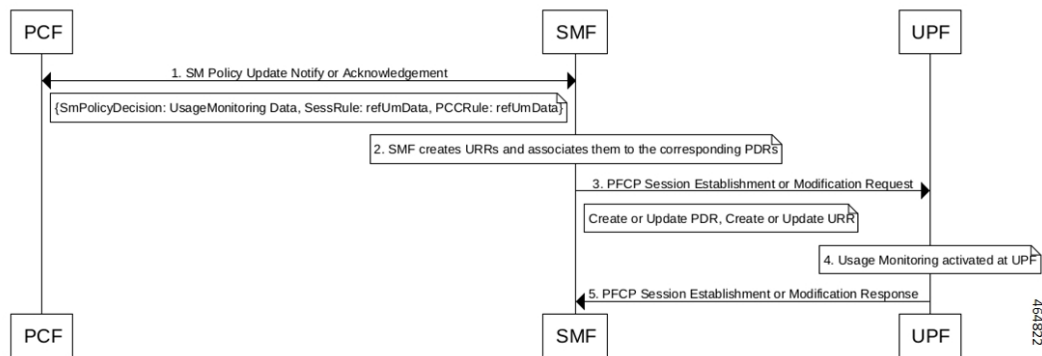 PCF
SMF
UPF
1. SM Policy Update Notify or Acknowledgement
{SmPolicyDecision: UsageMonitoring Data, SessRule: refUmData, PCCRule: refUmData}
2. SMF creates URRs and associates them to the corresponding PDRs
3. PFCP Session Establishment or Modification Request
Create or Update PDR, Create or Update URR
4. Usage Monitoring activated at UPF
5. PFCP Session Establishment or Modification Response
PCF
SMF
UPF
464822